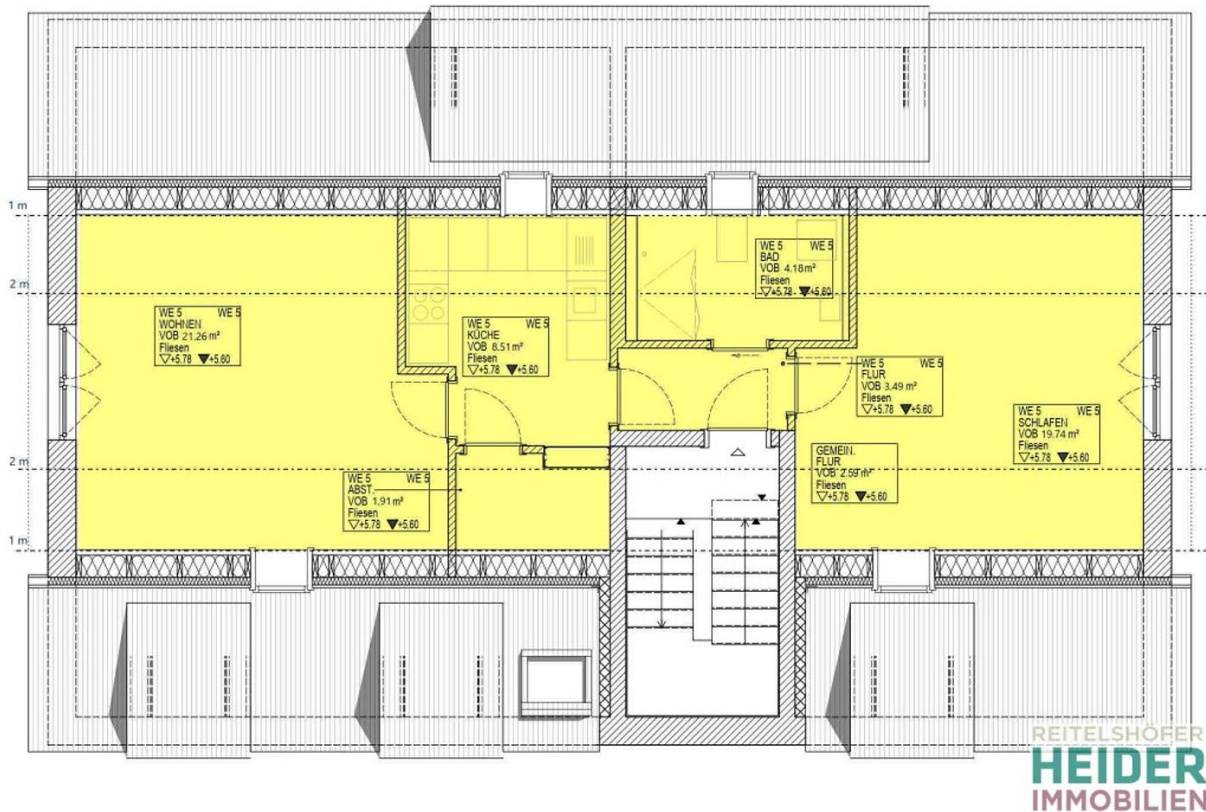 1 m
2 m
2 m
1 m
WE 5 WE 5
WOHNEN
VOB 21.26 m²
Fliesen
▽+5.78 ▼+5.60
WE 5 WE 5
KÜCHE
VOB 8.51 m²
Fliesen
▽+5.78 ▼+5.60
WE 5 WE 5
BAD
VOB 4.18 m²
Fliesen
▽+5.78 ▼+5.60
WE 5 WE 5
FLUR
VOB 3.49 m²
Fliesen
▽+5.78 ▼+5.60
WE 5 WE 5
SCHLAFEN
VOB 19.74 m²
Fliesen
▽+5.78 ▼+5.60
GEMEIN.
FLUR
VOB 2.59 m²
Fliesen
▽+5.78 ▼+5.60
WE 5 WE 5
ABST.
VOB 1.91 m²
Fliesen
▽+5.78 ▼+5.60
REITELSHÖFER
HEIDER
IMMOBILIEN